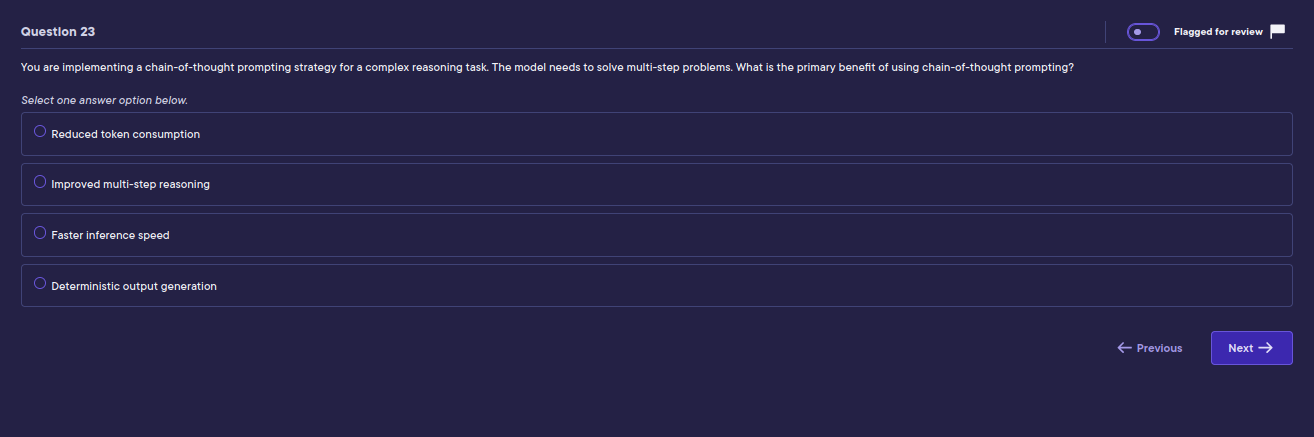 Question 23
Flagged for review
You are implementing a chain-of-thought prompting strategy for a complex reasoning task. The model needs to solve multi-step problems. What is the primary benefit of using chain-of-thought prompting?
Select one answer option below.
Reduced token consumption
Improved multi-step reasoning
Faster inference speed
Deterministic output generation
Previous
Next